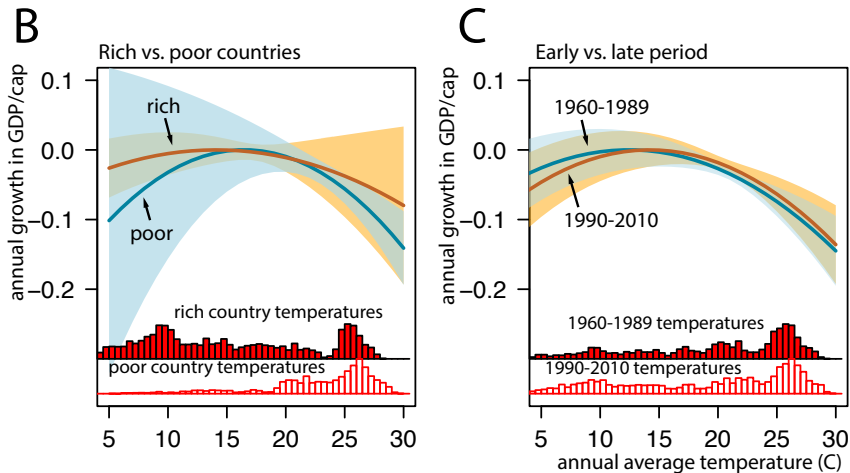 B
Rich vs. poor countries
annual growth in GDP/cap
0.1
0.0
−0.1
−0.2
rich
poor
rich country temperatures
poor country temperatures
5 10 15 20 25 30
C
Early vs. late period
annual growth in GDP/cap
0.1
0.0
−0.1
−0.2
1960-1989
1990-2010
1960-1989 temperatures
1990-2010 temperatures
5 10 15 20 25 30
annual average temperature (C)